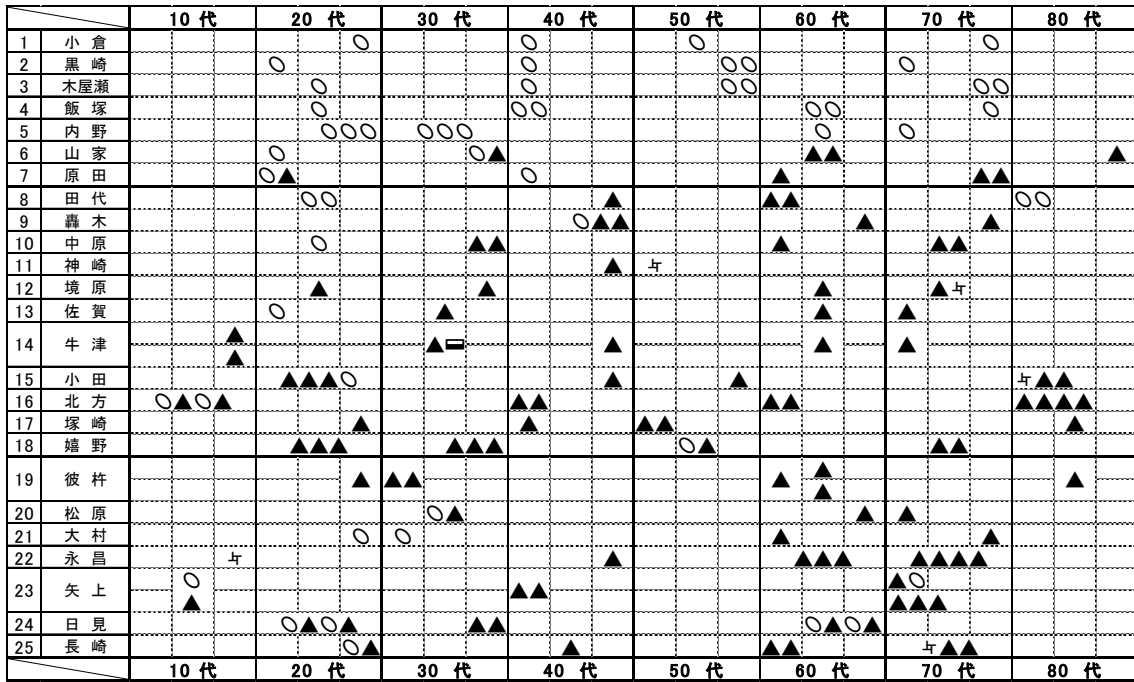 10 代 20 代 30 代 40 代 50 代 60 代 70 代 80 代
1 小 倉
2 黒 崎
3 木屋瀬
4 飯 塚
5 内 野
6 山 家
7 原 田
8 田 代
9 轟 木
10 中 原
11 神 崎
12 境 原
13 佐 賀
14 牛 津
15 小 田
16 北 方
17 塚 崎
18 嬉 野
19 彼 杵
20 松 原
21 大 村
22 永 昌
23 矢 上
24 日 見
25 長 崎
10 代 20 代 30 代 40 代 50 代 60 代 70 代 80 代